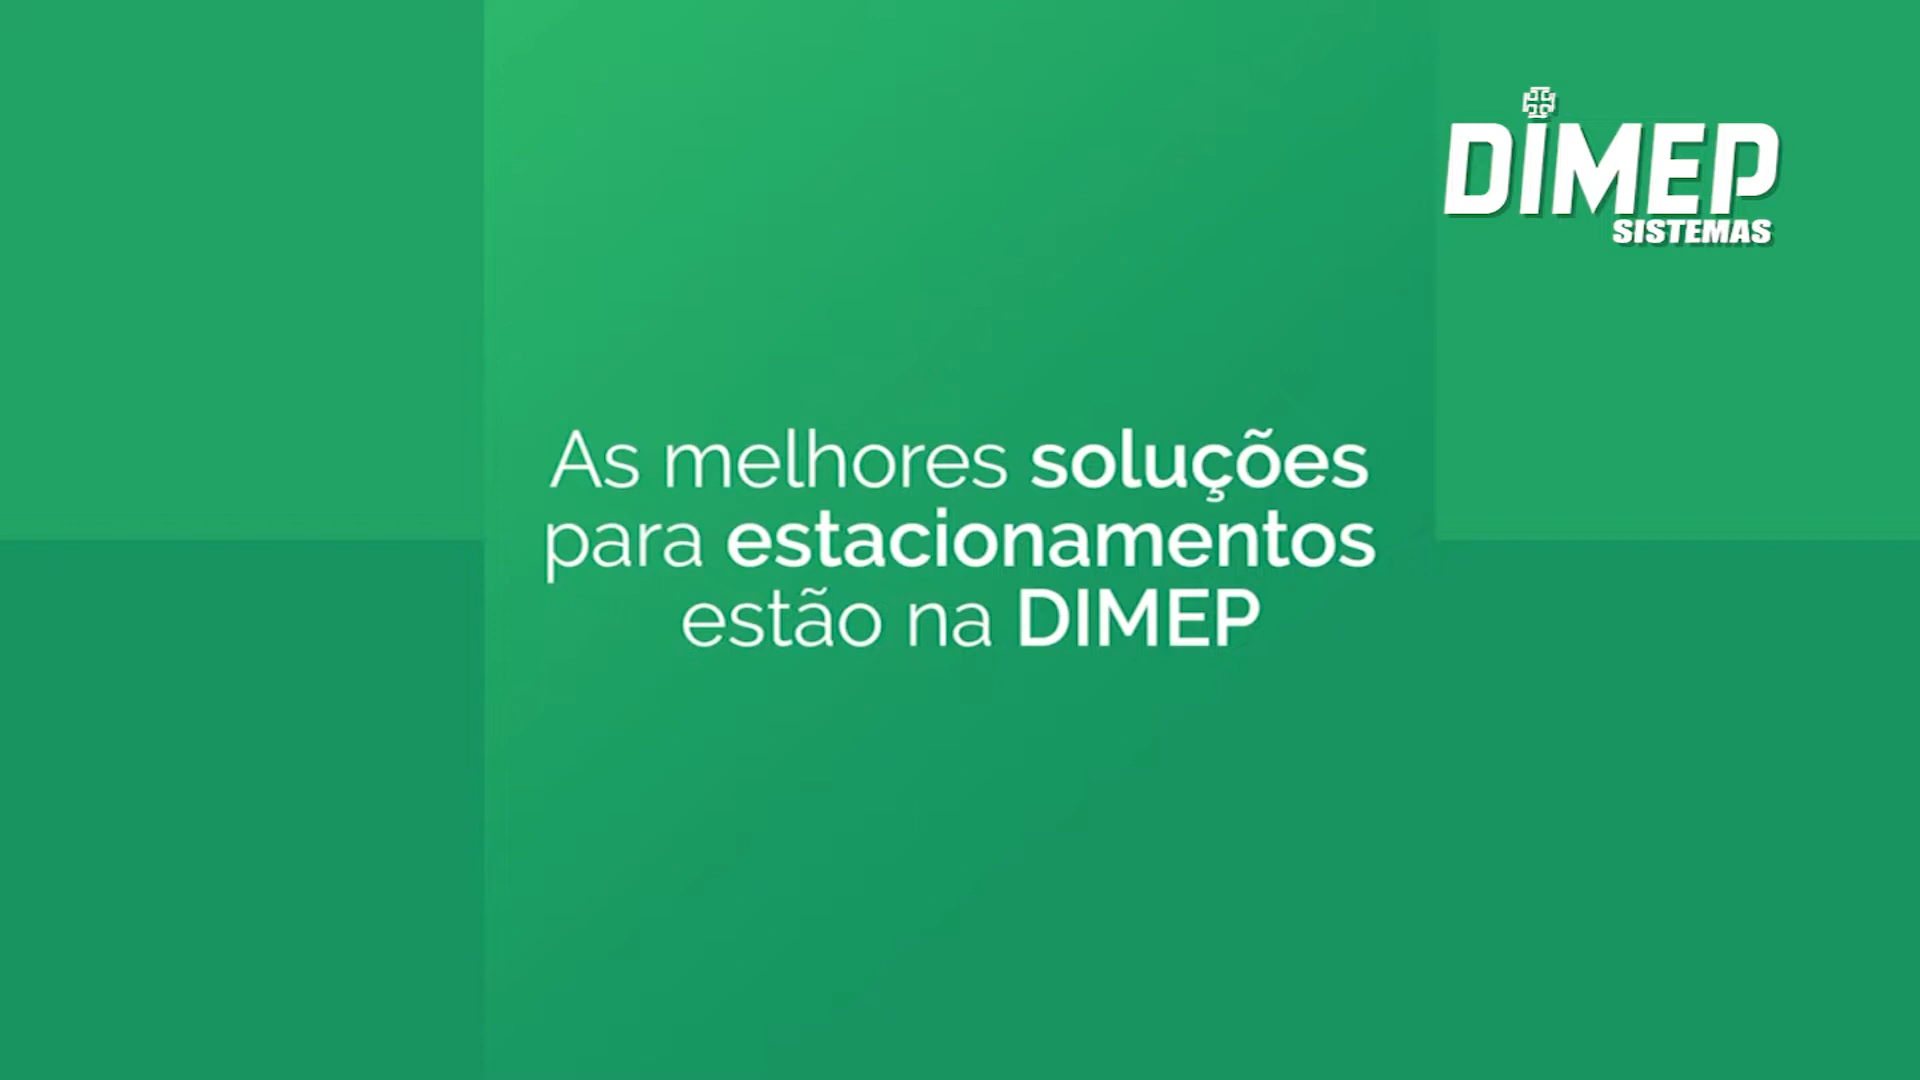 DIMEP
SISTEMAS
As melhores soluções
para estacionamentos
estão na DIMEP